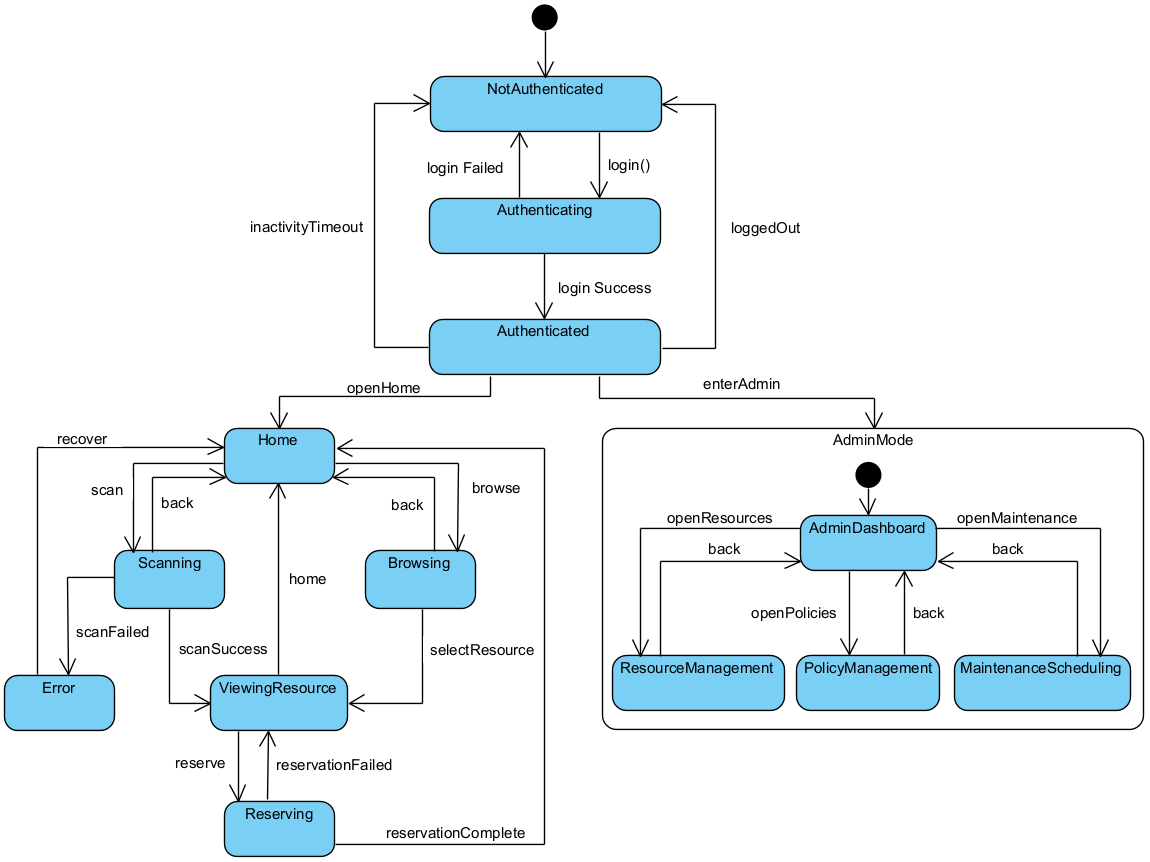 NotAuthenticated
login Failed
login()
Authenticating
inactivityTimeout
loggedOut
login Success
Authenticated
openHome
enterAdmin
recover
Home
AdminMode
scan
back
back
browse
openResources
AdminDashboard
openMaintenance
back
back
Scanning
Browsing
home
openPolicies
back
scanFailed
scanSuccess
selectResource
ResourceManagement
PolicyManagement
MaintenanceScheduling
Error
ViewingResource
reserve
reservationFailed
Reserving
reservationComplete